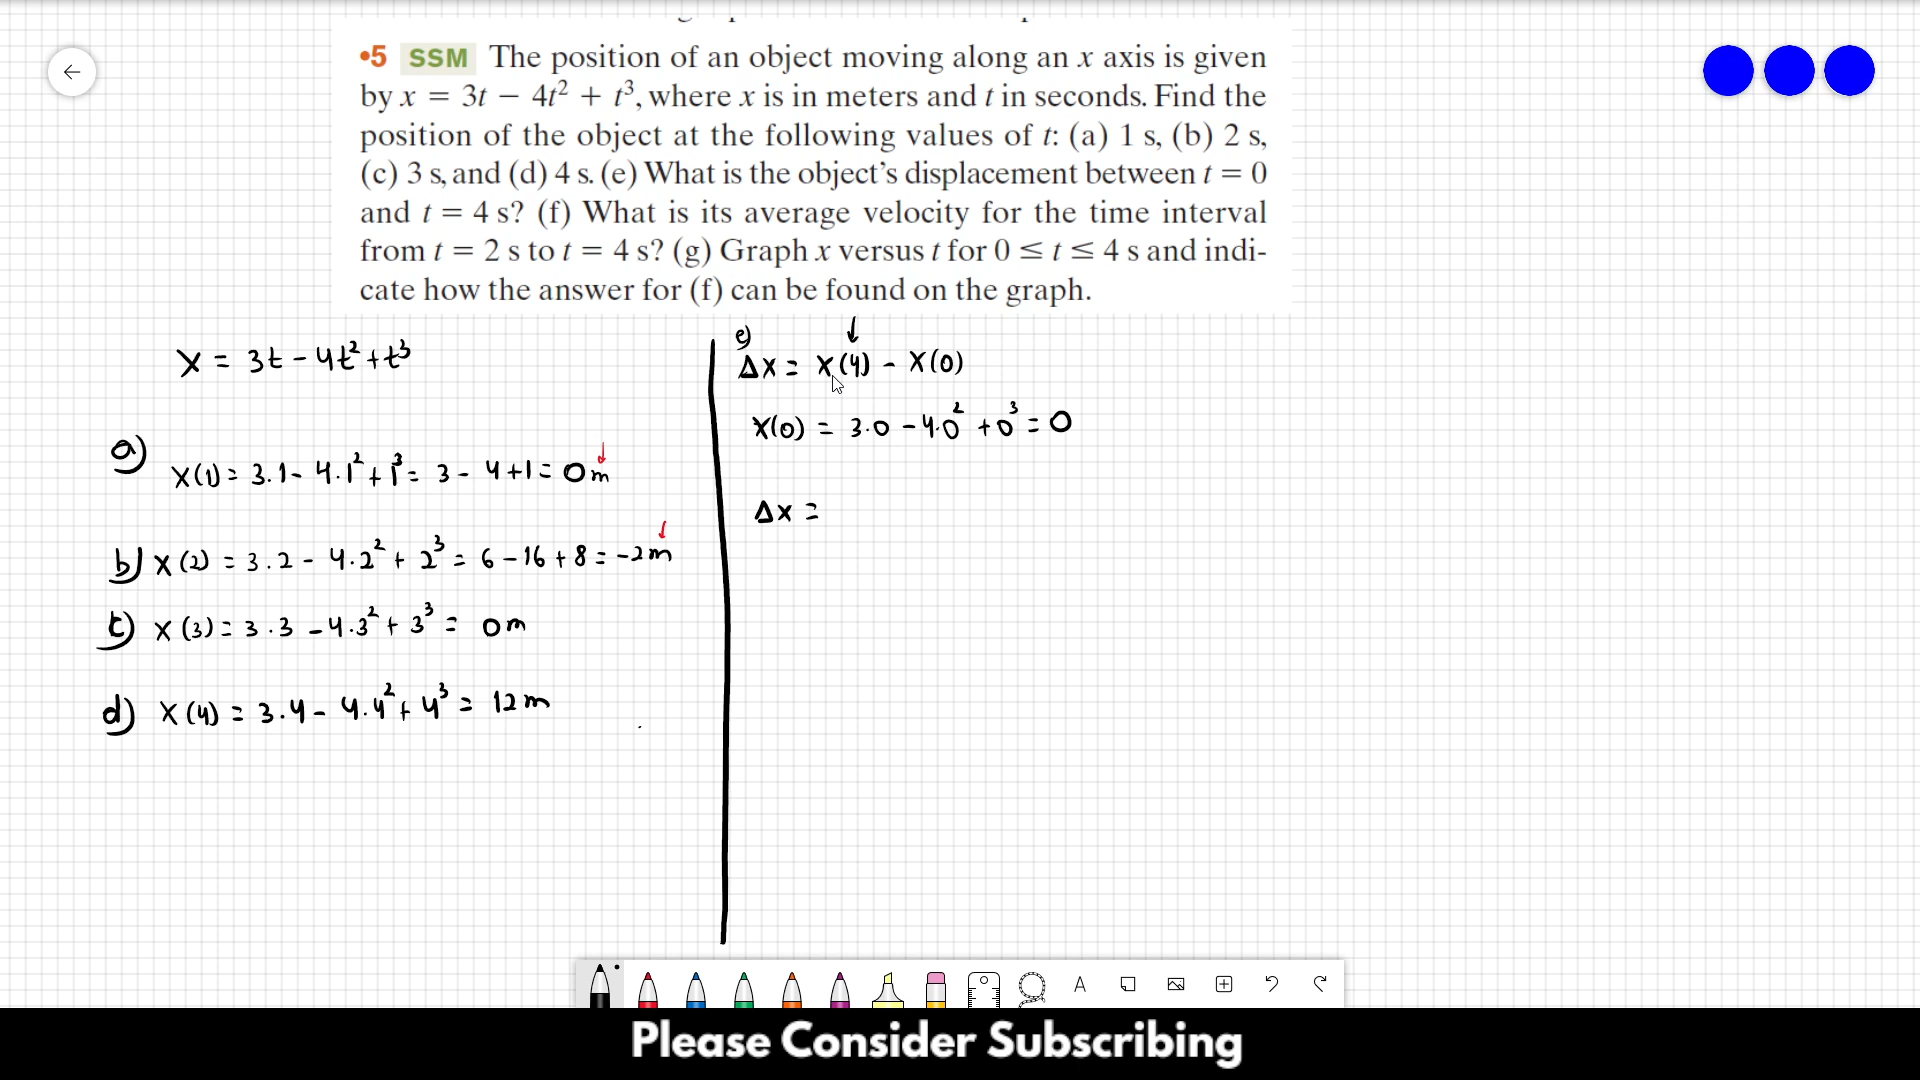 •5 SSM The position of an object moving along an x axis is given
by x = 3t − 4t² + t³, where x is in meters and t in seconds. Find the
position of the object at the following values of t: (a) 1 s, (b) 2 s,
(c) 3 s, and (d) 4 s. (e) What is the object's displacement between t = 0
and t = 4 s? (f) What is its average velocity for the time interval
from t = 2 s to t = 4 s? (g) Graph x versus t for 0 ≤ t ≤ 4 s and indi-
cate how the answer for (f) can be found on the graph.
x = 3t − 4t² + t³
a)
x(1) = 3.1 − 4.1² + 1³ = 3 − 4 + 1 = 0m
b) x(2) = 3.2 − 4.2² + 2³ = 6 − 16 + 8 = −2m
c) x(3) = 3.3 − 4.3² + 3³ = 0m
d) x(4) = 3.4 − 4.4² + 4³ = 12m
e)
Δx = x(4) − x(0)
x(0) = 3.0 − 4.0² + 0³ = 0
Δx =
A
Please Consider Subscribing